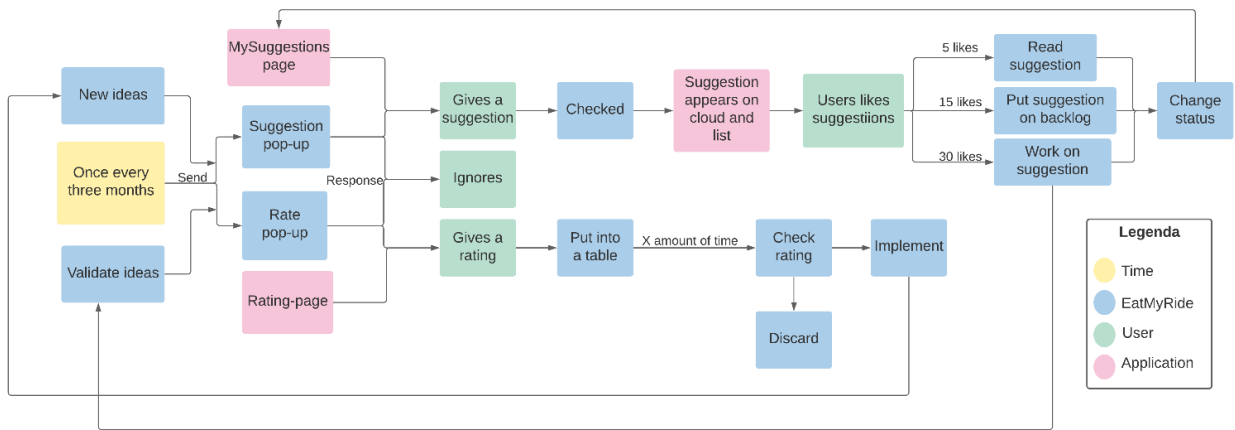 MySuggestions
page
New ideas
Once every
three months
Validate ideas
Send
Suggestion
pop-up
Rate
pop-up
Rating-page
Response
Gives a
suggestion
Ignores
Gives a
rating
Checked
Put into
a table
Suggestion
appears on
cloud and
list
X amount of time
Users likes
suggestiions
Check
rating
Discard
Implement
5 likes
15 likes
30 likes
Read
suggestion
Put suggestion
on backlog
Work on
suggestion
Change
status
Legenda
Time
EatMyRide
User
Application